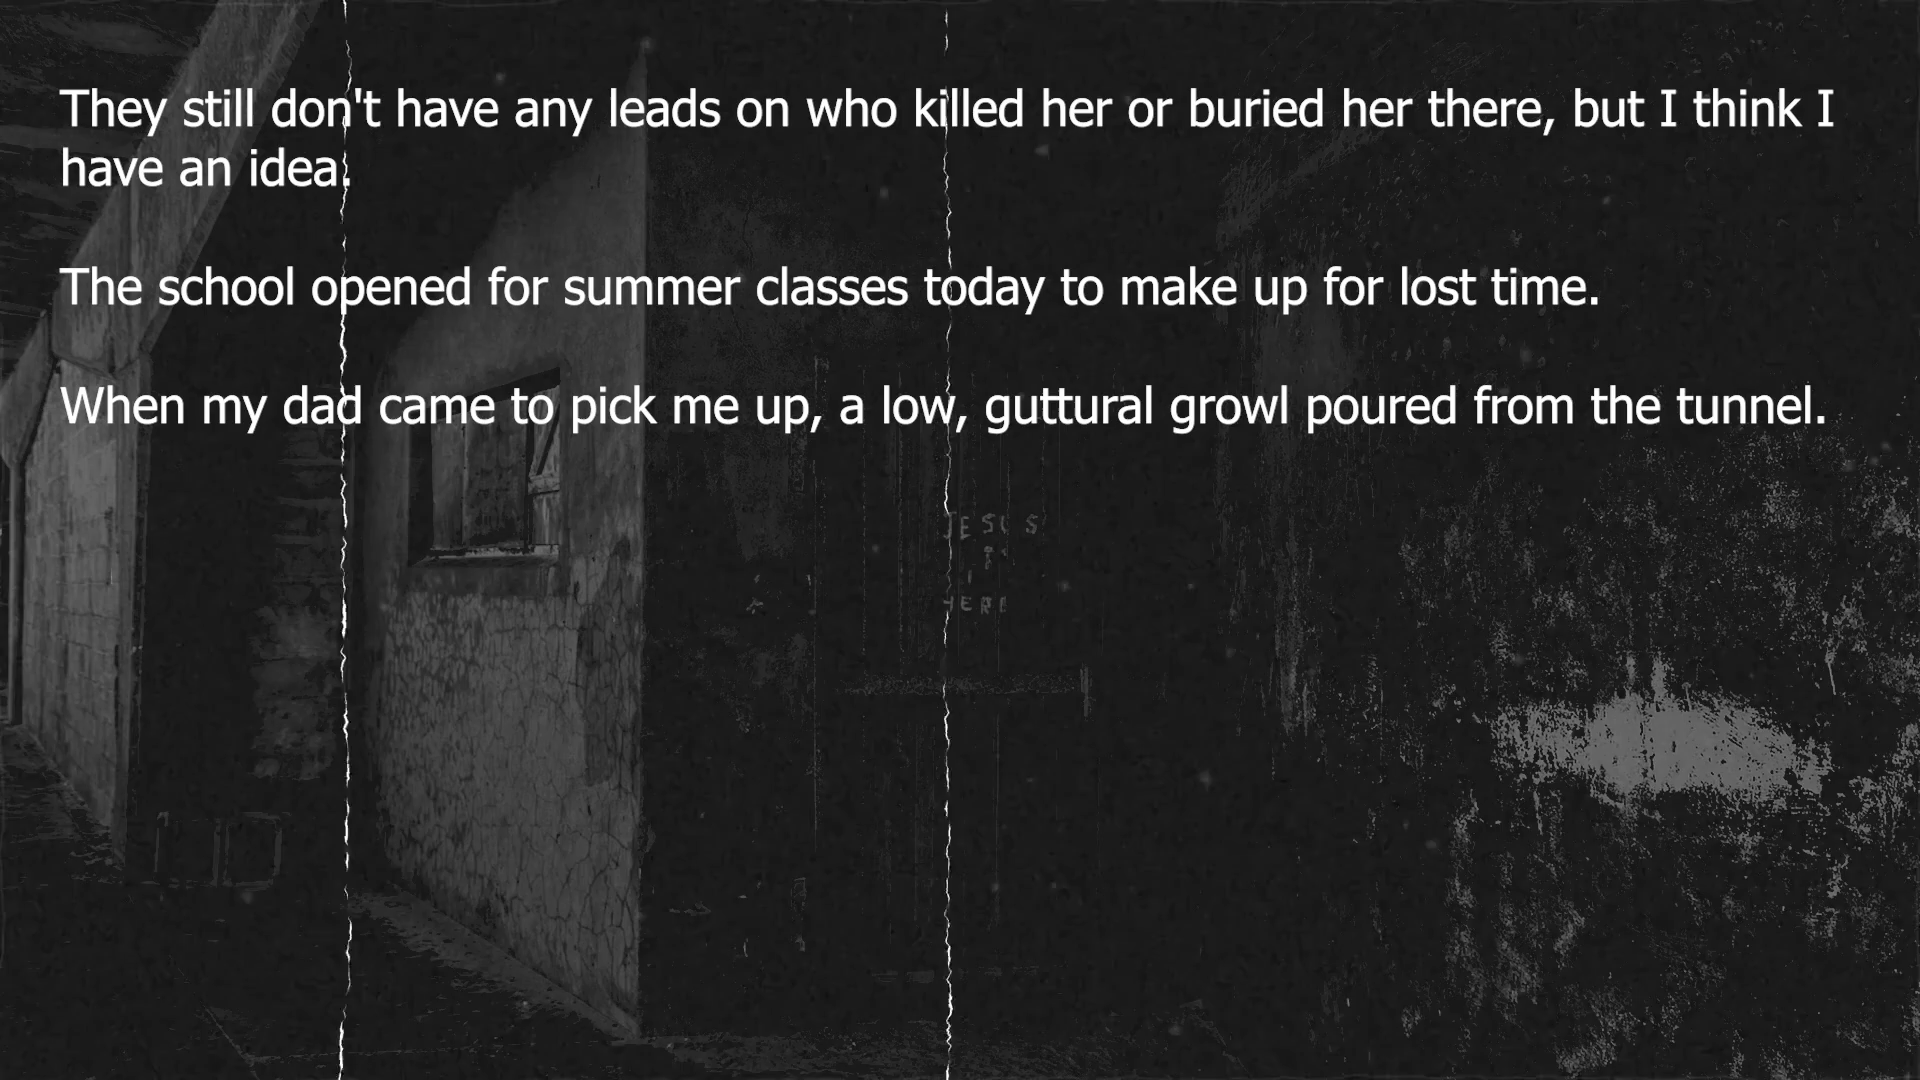 They still don't have any leads on who killed her or buried her there, but I think I
have an idea.
The school opened for summer classes today to make up for lost time.
When my dad came to pick me up, a low, guttural growl poured from the tunnel.
JESUS
HERE